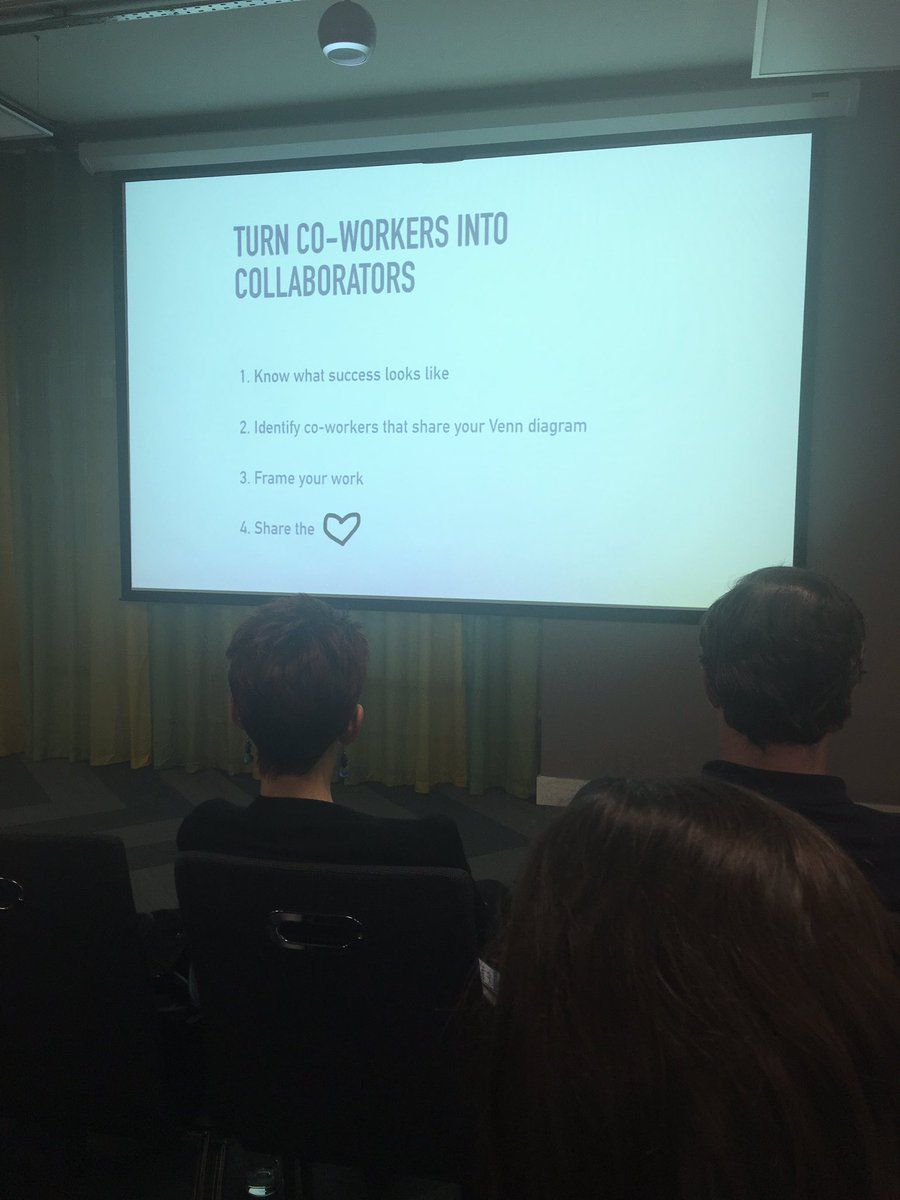 TURN CO-WORKERS INTO
COLLABORATORS
1. Know what success looks like
2. Identify co-workers that share your Venn diagram
3. Frame your work
4. Share the